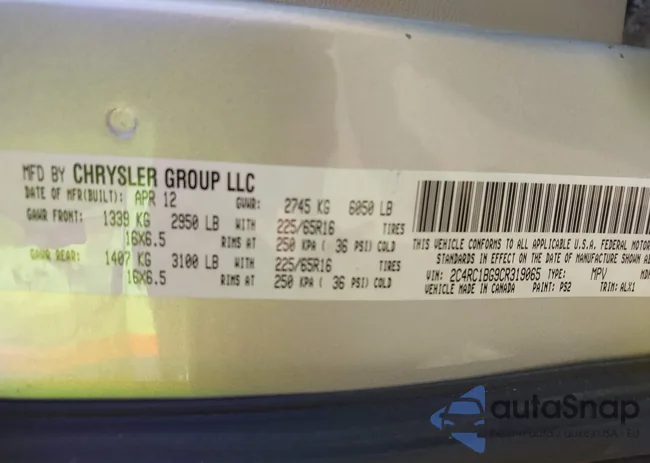 MFD BY CHRYSLER GROUP LLC
DATE OF MFR(BUILT): APR 12 GVWR: 2745 KG 6050 LB
GAWR FRONT: 1339 KG 2950 LB WITH 225/65R16 TIRES
16X6.5 RIMS AT 250 KPA ( 36 PSI) COLD
GAWR REAR: 1407 KG 3100 LB WITH 225/65R16 TIRES
16X6.5 RIMS AT 250 KPA ( 36 PSI) COLD
THIS VEHICLE CONFORMS TO ALL APPLICABLE U.S.A. FEDERAL MOTOR
STANDARDS IN EFFECT ON THE DATE OF MANUFACTURE SHOWN AB
VIN: 2C4RC1BG9CR319065 TYPE: MPV
VEHICLE MADE IN CANADA PAINT: PS2 TRIM: ALX1
autoSnap